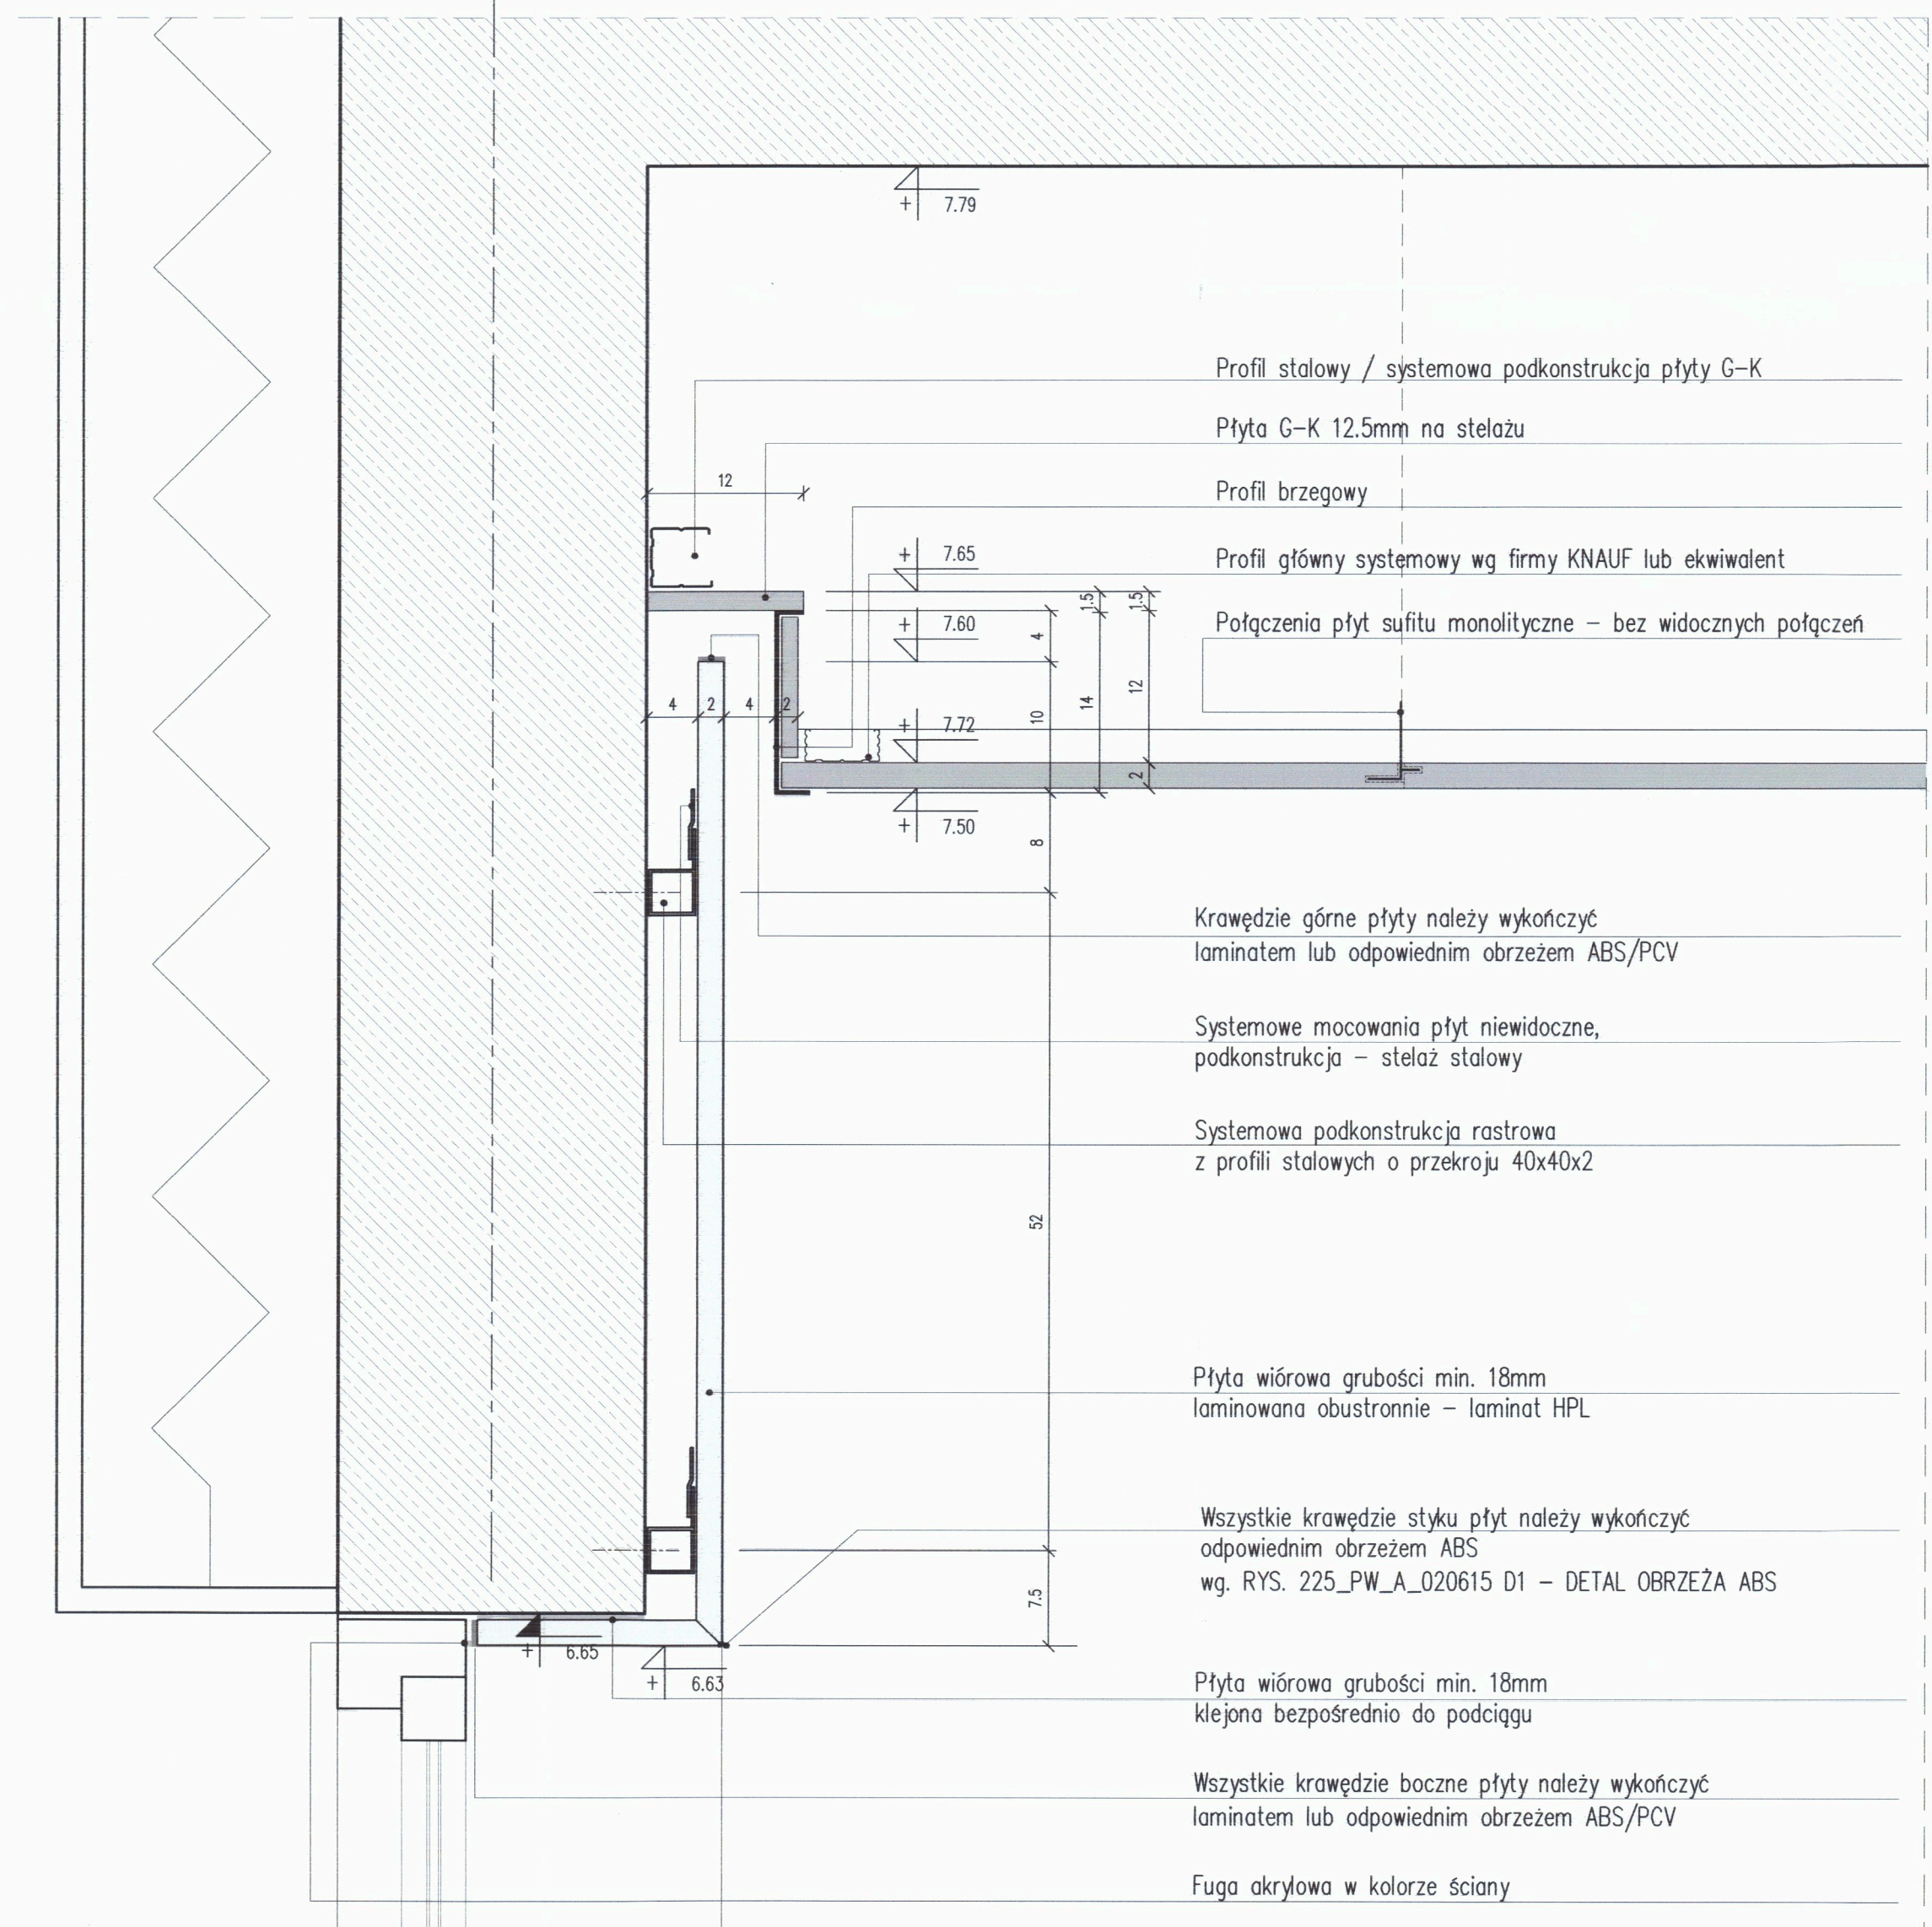 + 7.79
Profil stalowy / systemowa podkonstrukcja płyty G-K
Płyta G-K 12.5mm na stelażu
12
Profil brzegowy
+ 7.65
Profil główny systemowy wg firmy KNAUF lub ekwiwalent
1.5
1.5
+ 7.60
4
Połączenia płyt sufitu monolityczne – bez widocznych połączeń
4 2 4 2
+ 7.72
10
14
12
2
+ 7.50
8
Krawędzie górne płyty należy wykończyć
laminatem lub odpowiednim obrzeżem ABS/PCV
Systemowe mocowania płyt niewidoczne,
podkonstrukcja – stelaż stalowy
Systemowa podkonstrukcja rastrowa
z profili stalowych o przekroju 40x40x2
52
Płyta wiórowa grubości min. 18mm
laminowana obustronnie – laminat HPL
Wszystkie krawędzie styku płyt należy wykończyć
odpowiednim obrzeżem ABS
wg. RYS. 225_PW_A_020615 D1 – DETAL OBRZEŻA ABS
7.5
+ 6.65
+ 6.63
Płyta wiórowa grubości min. 18mm
klejona bezpośrednio do podciągu
Wszystkie krawędzie boczne płyty należy wykończyć
laminatem lub odpowiednim obrzeżem ABS/PCV
Fuga akrylowa w kolorze ściany